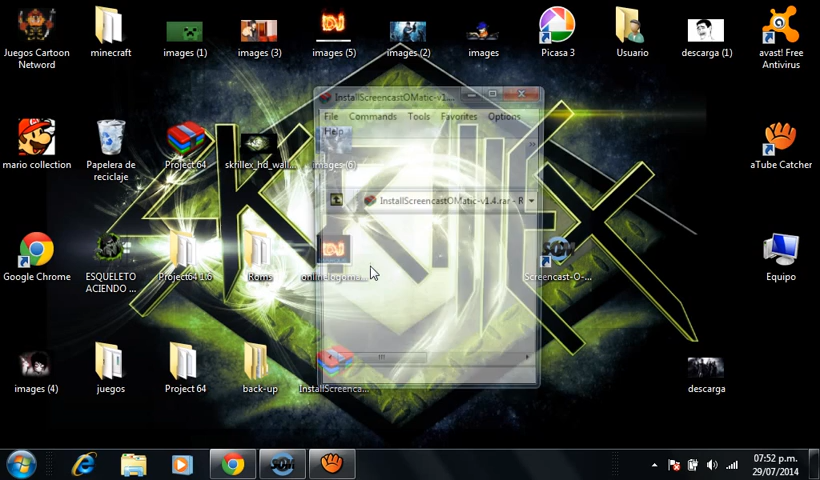 Juegos Cartoon
Netword
minecraft
images (1)
images (3)
images (5)
images (2)
images
Picasa 3
Usuario
descarga (1)
avast! Free
Antivirus
InstallScreencastOMatic-v1....
File Commands Tools Favorites Options
Help
mario collection
Papelera de
reciclaje
Project 64
skrillex_hd_wall...
images (6)
aTube Catcher
InstallScreencastOMatic-v1.4.rar - R
SKRILLEX
Google Chrome
ESQUELETO
ACIENDO ...
Project64 1.6
Roms
onlinelogoma...
Screencast-O-...
Equipo
images (4)
juegos
Project 64
back-up
InstallScreenca...
descarga
07:52 p.m.
29/07/2014